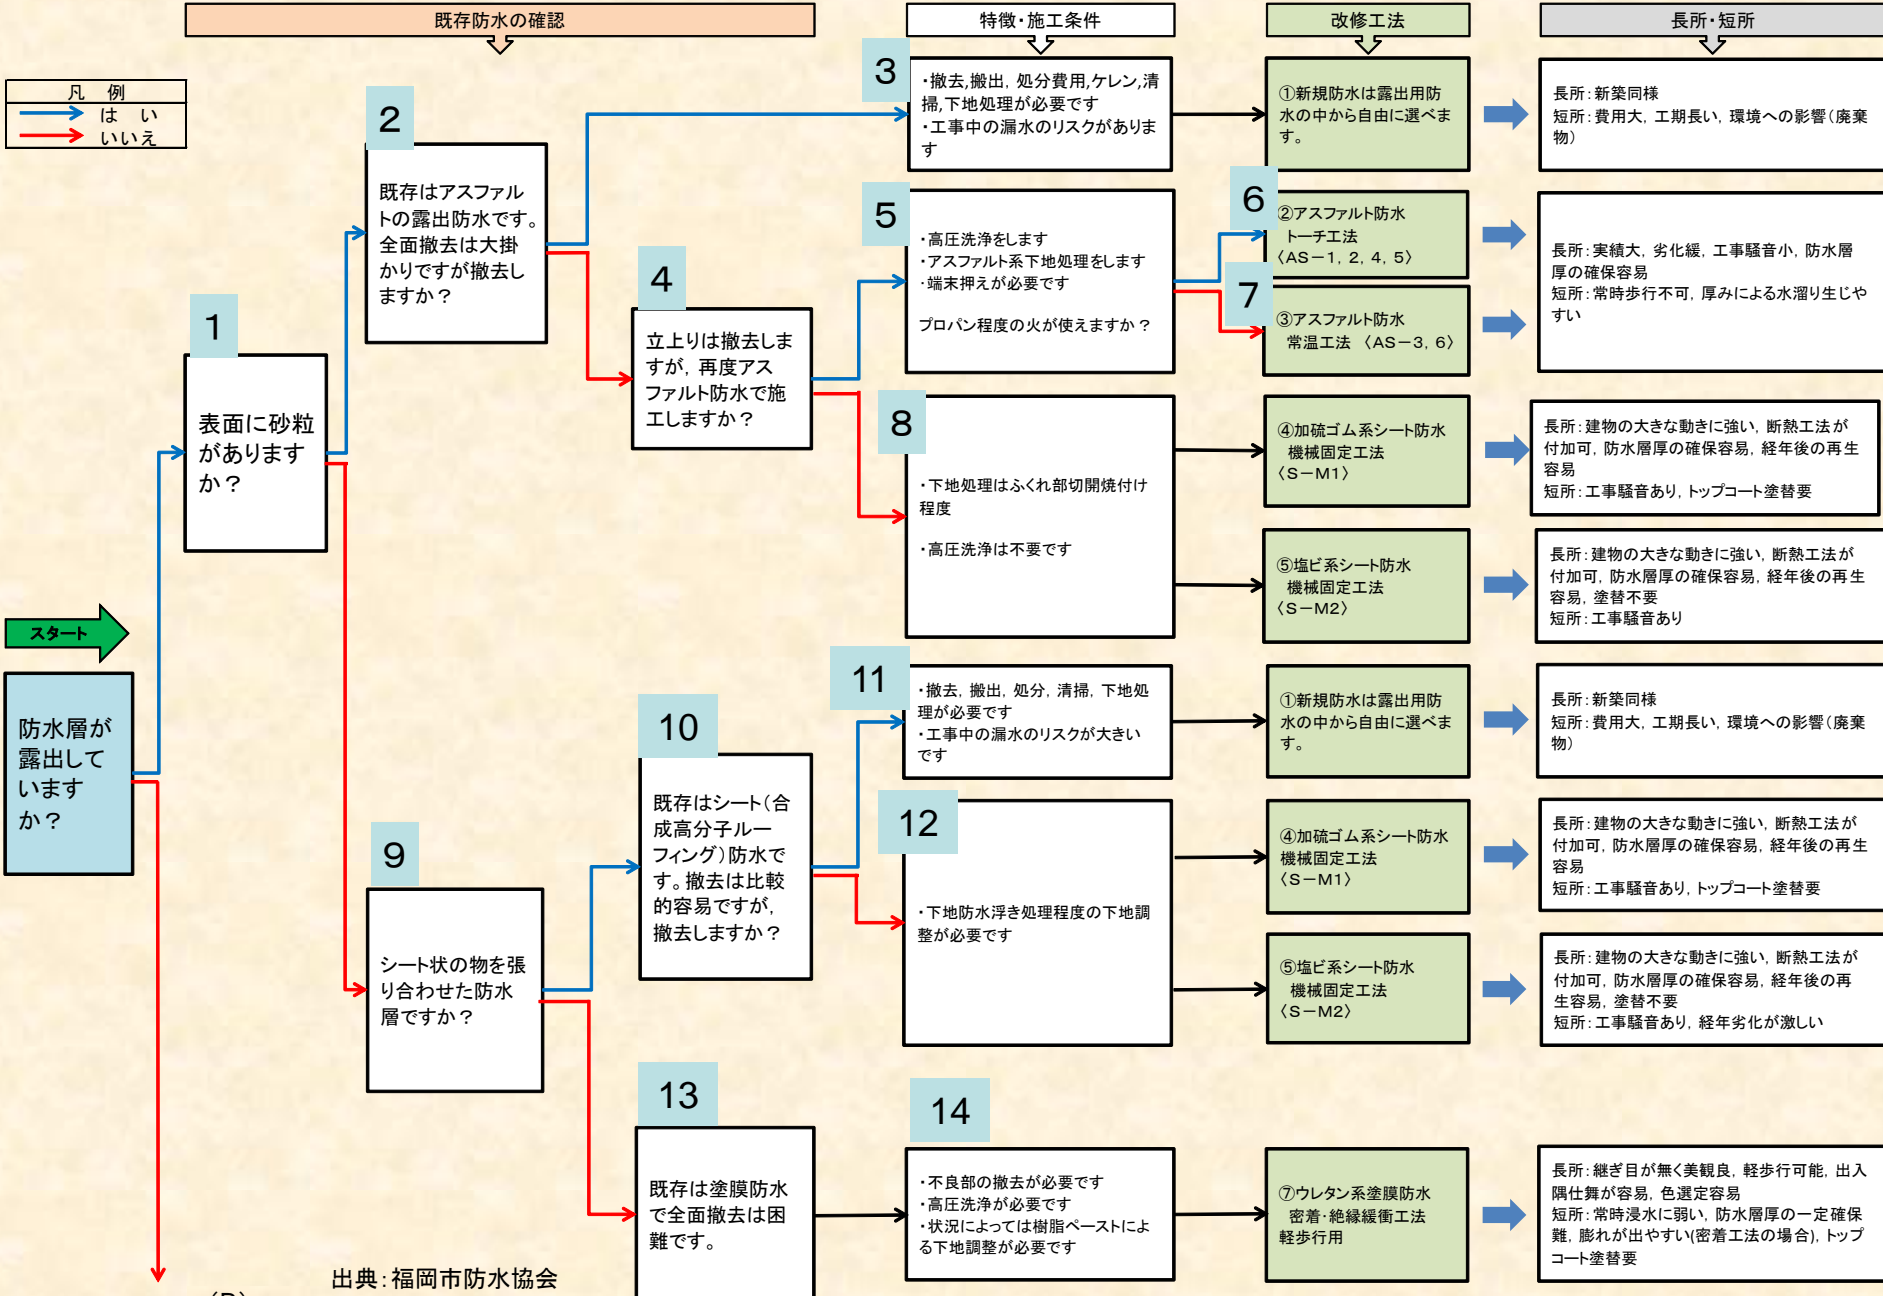 既存防水の確認
特徴・施工条件
改修工法
長所・短所
凡 例
は い
いいえ
スタート
防水層が
露出して
います
か？
1
表面に砂粒
があります
か？
2
既存はアスファル
トの露出防水です。
全面撤去は大掛
かりですが撤去し
ますか？
3
・撤去,搬出, 処分費用,ケレン,清
掃,下地処理が必要です
・工事中の漏水のリスクがありま
す
①新規防水は露出用防
水の中から自由に選べま
す。
長所：新築同様
短所：費用大, 工期長い, 環境への影響（廃棄
物）
4
立上りは撤去しま
すが, 再度アス
ファルト防水で施
工しますか？
5
・高圧洗浄をします
・アスファルト系下地処理をします
・端末押えが必要です
プロパン程度の火が使えますか？
6
②アスファルト防水
トーチ工法
〈AS－1, 2, 4, 5〉
7
③アスファルト防水
常温工法 〈AS－3, 6〉
長所：実績大, 劣化緩, 工事騒音小, 防水層
厚の確保容易
短所：常時歩行不可, 厚みによる水溜り生じや
すい
8
・下地処理はふくれ部切開焼付け
程度
・高圧洗浄は不要です
④加硫ゴム系シート防水
機械固定工法
〈S－M1〉
長所：建物の大きな動きに強い, 断熱工法が
付加可, 防水層厚の確保容易, 経年後の再生
容易
短所：工事騒音あり, トップコート塗替要
⑤塩ビ系シート防水
機械固定工法
〈S－M2〉
長所：建物の大きな動きに強い, 断熱工法が
付加可, 防水層厚の確保容易, 経年後の再生
容易, 塗替不要
短所：工事騒音あり
9
シート状の物を張
り合わせた防水
層ですか？
10
既存はシート（合
成高分子ルー
フィング）防水で
す。撤去は比較
的容易ですが,
撤去しますか？
11
・撤去, 搬出, 処分, 清掃, 下地処
理が必要です
・工事中の漏水のリスクが大きい
です
①新規防水は露出用防
水の中から自由に選べま
す。
長所：新築同様
短所：費用大, 工期長い, 環境への影響（廃棄
物）
12
・下地防水浮き処理程度の下地調
整が必要です
④加硫ゴム系シート防水
機械固定工法
〈S－M1〉
長所：建物の大きな動きに強い, 断熱工法が
付加可, 防水層厚の確保容易, 経年後の再生
容易
短所：工事騒音あり, トップコート塗替要
⑤塩ビ系シート防水
機械固定工法
〈S－M2〉
長所：建物の大きな動きに強い, 断熱工法が
付加可, 防水層厚の確保容易, 経年後の再
生容易, 塗替不要
短所：工事騒音あり, 経年劣化が激しい
13
既存は塗膜防水
で全面撤去は困
難です。
14
・不良部の撤去が必要です
・高圧洗浄が必要です
・状況によっては樹脂ペーストによ
る下地調整が必要です
⑦ウレタン系塗膜防水
密着・絶縁緩衝工法
軽歩行用
長所：継ぎ目が無く美観良, 軽歩行可能, 出入
隅仕舞が容易, 色選定容易
短所：常時浸水に弱い, 防水層厚の一定確保
難, 膨れが出やすい(密着工法の場合), トップ
コート塗替要
出典：福岡市防水協会